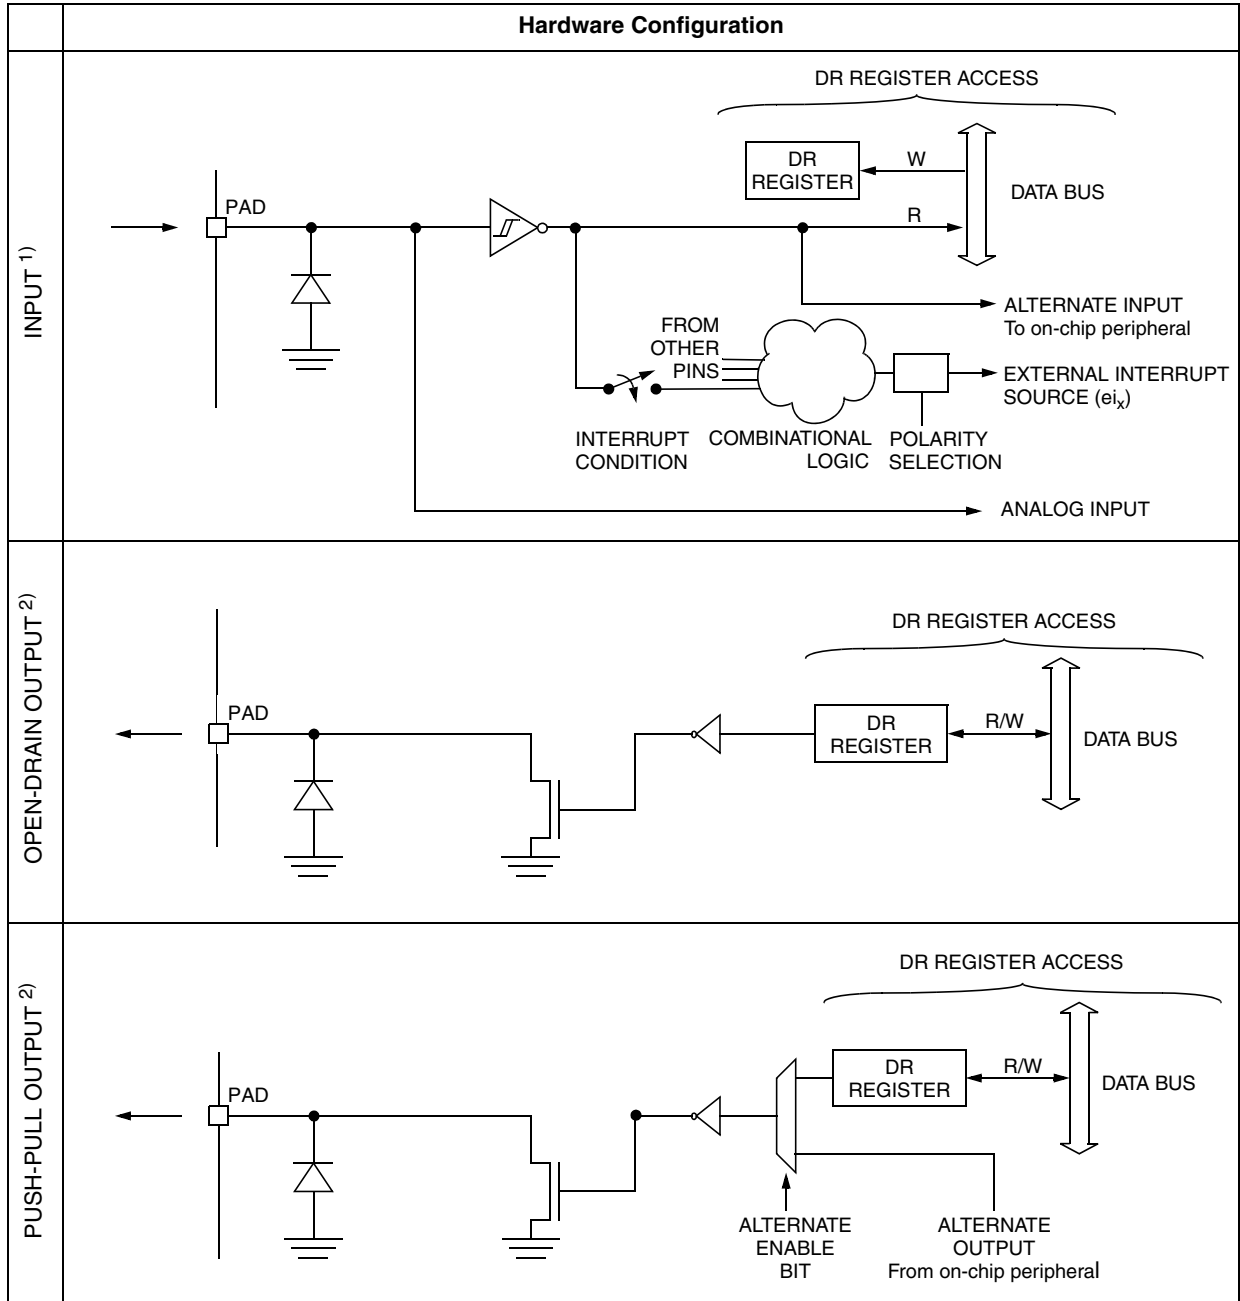 Hardware Configuration
INPUT 1)
DR REGISTER ACCESS
DR
REGISTER
W
DATA BUS
PAD
R
ALTERNATE INPUT
To on-chip peripheral
FROM
OTHER
PINS
EXTERNAL INTERRUPT
SOURCE (eix)
INTERRUPT
CONDITION
COMBINATIONAL
LOGIC
POLARITY
SELECTION
ANALOG INPUT
OPEN-DRAIN OUTPUT 2)
DR REGISTER ACCESS
PAD
DR
REGISTER
R/W
DATA BUS
PUSH-PULL OUTPUT 2)
DR REGISTER ACCESS
PAD
DR
REGISTER
R/W
DATA BUS
ALTERNATE
ENABLE
BIT
ALTERNATE
OUTPUT
From on-chip peripheral